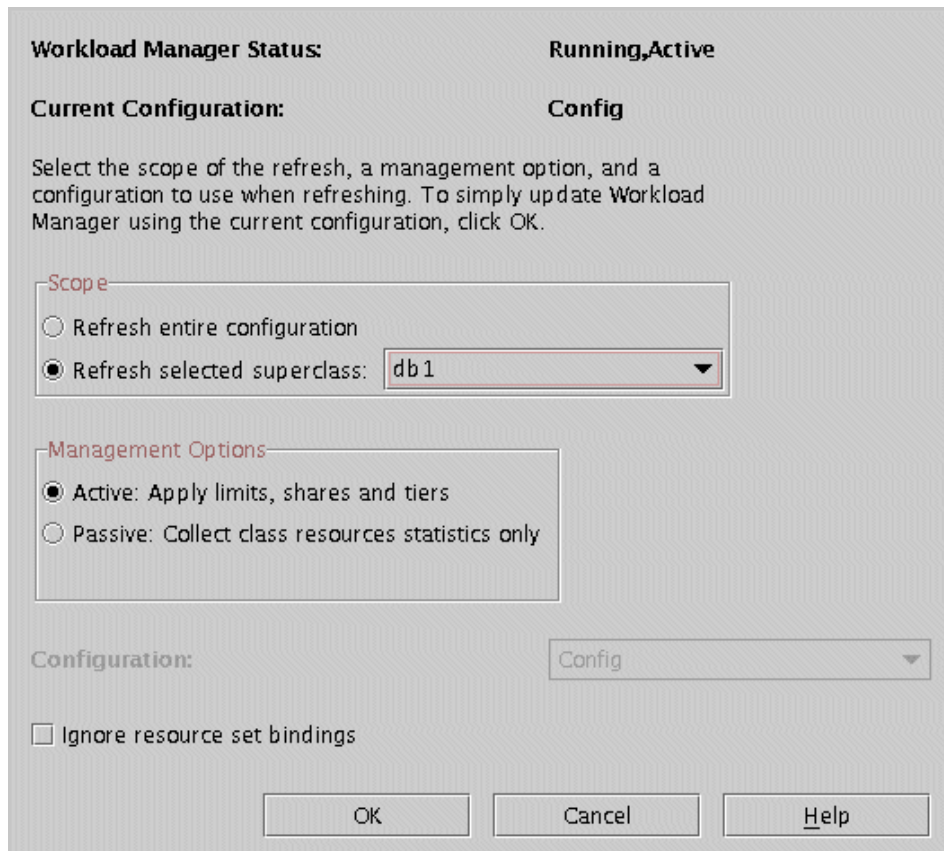 Workload Manager Status: Running,Active
Current Configuration: Config
Select the scope of the refresh, a management option, and a
configuration to use when refreshing. To simply update Workload
Manager using the current configuration, click OK.
Scope
Refresh entire configuration
Refresh selected superclass: db1
Management Options
Active: Apply limits, shares and tiers
Passive: Collect class resources statistics only
Configuration: Config
Ignore resource set bindings
OK Cancel Help